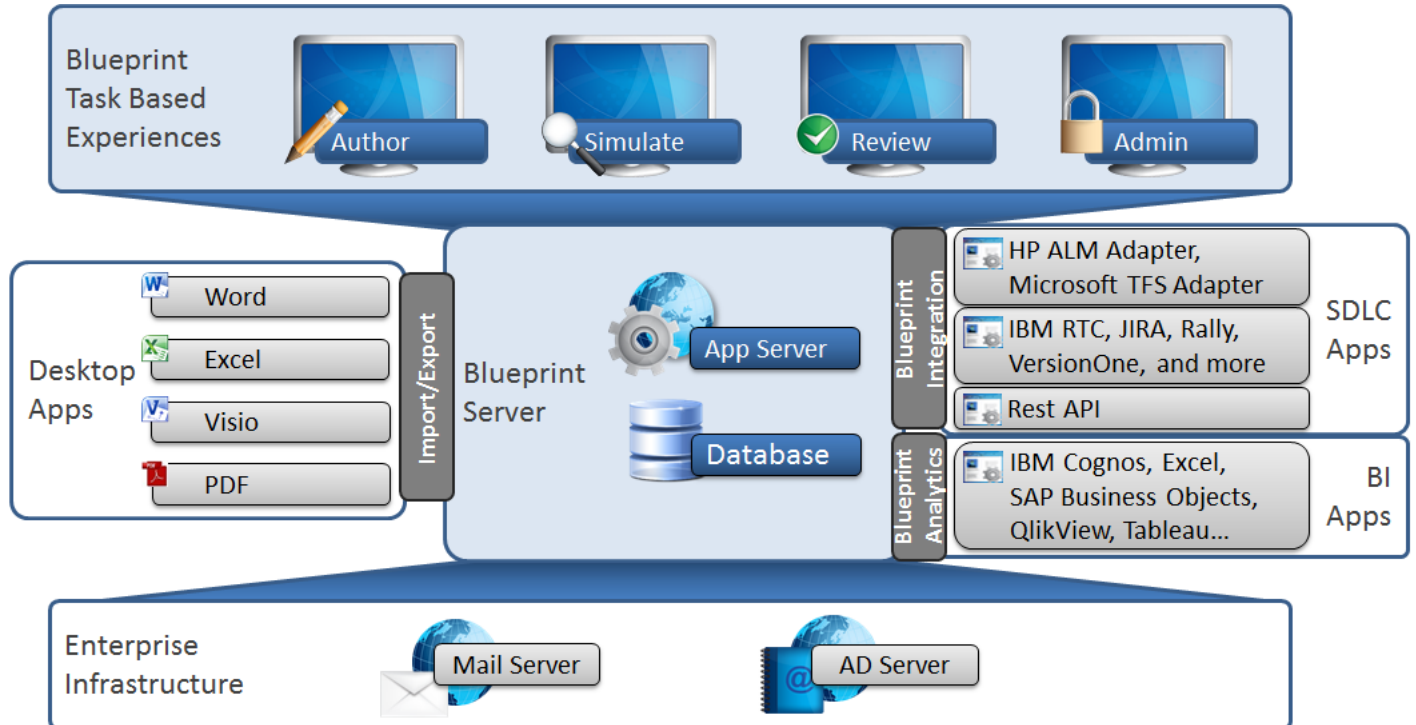 Blueprint
Task Based
Experiences
Author
Simulate
Review
Admin
Desktop
Apps
Word
Excel
Visio
PDF
Import/Export
Blueprint
Server
App Server
Database
Blueprint
Integration
HP ALM Adapter,
Microsoft TFS Adapter
IBM RTC, JIRA, Rally,
VersionOne, and more
Rest API
SDLC
Apps
Blueprint
Analytics
IBM Cognos, Excel,
SAP Business Objects,
QlikView, Tableau...
BI
Apps
Enterprise
Infrastructure
Mail Server
@
AD Server